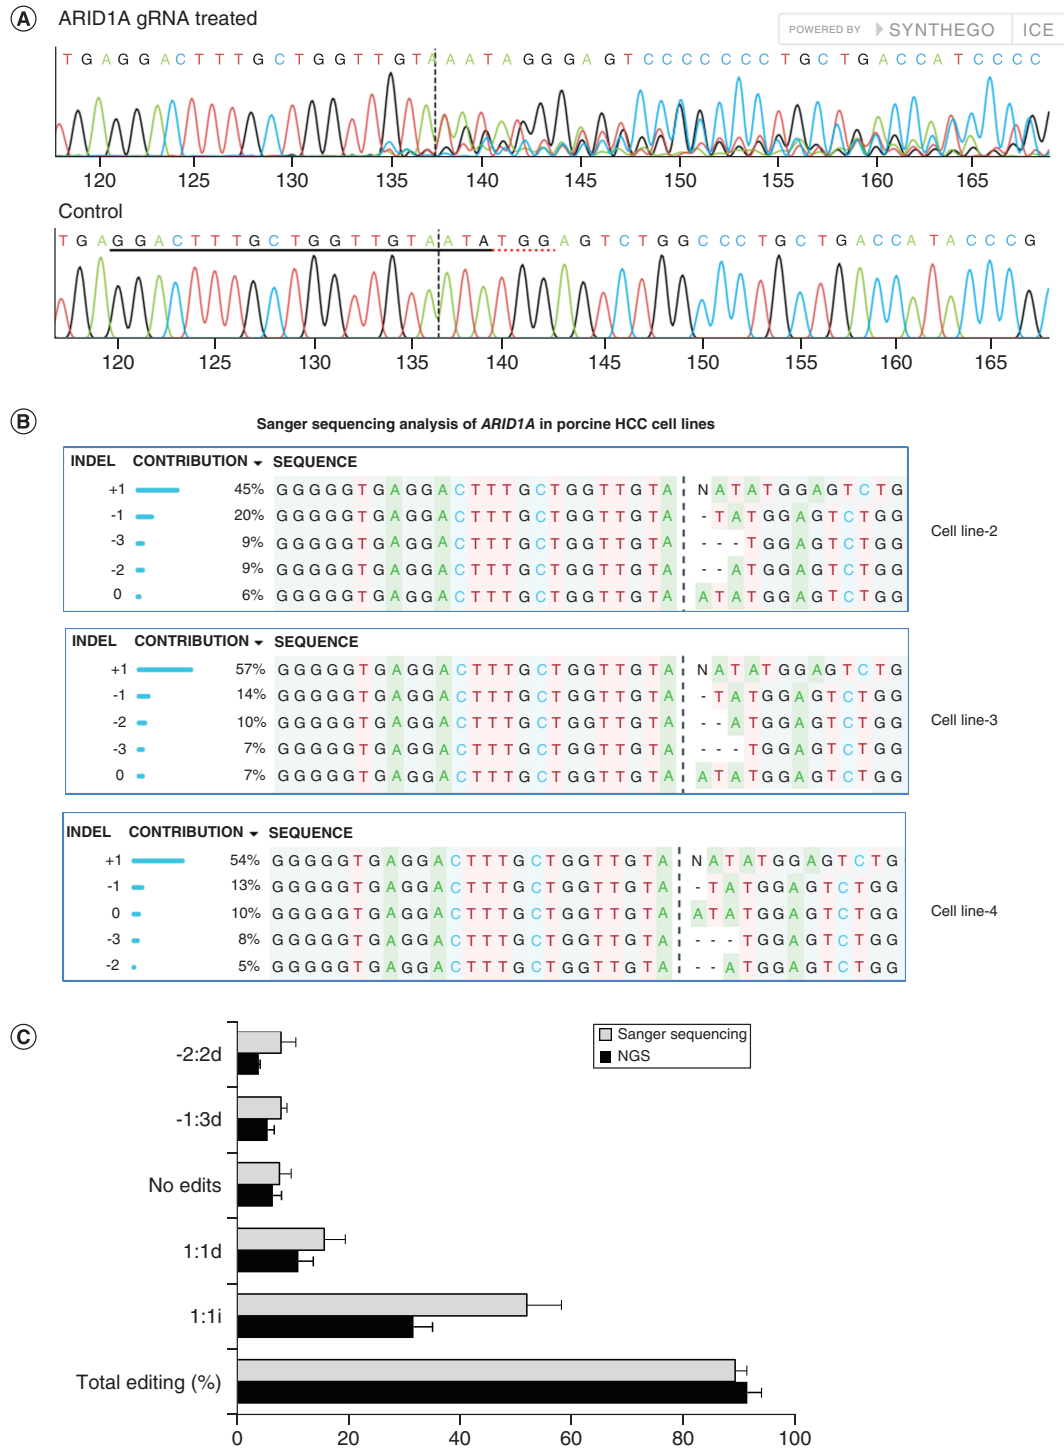 A ARID1A gRNA treated
POWERED BY SYNTHEGO ICE
T G A G G A C T T T G C T G G T T G T A A A T A G G G A G T C C C C C C C T G C T G A C C A T C C C C
120 125 130 135 140 145 150 155 160 165
Control
T G A G G A C T T T G C T G G T T G T A A T A T G G A G T C T G G C C C T G C T G A C C A T A C C C G
120 125 130 135 140 145 150 155 160 165
B Sanger sequencing analysis of ARID1A in porcine HCC cell lines
INDEL CONTRIBUTION SEQUENCE
+1 45% G G G G G T G A G G A C T T T G C T G G T T G T A N A T A T G G A G T C T G
-1 20% G G G G G T G A G G A C T T T G C T G G T T G T A - T A T G G A G T C T G G
-3 9% G G G G G T G A G G A C T T T G C T G G T T G T A - - - T G G A G T C T G G
-2 9% G G G G G T G A G G A C T T T G C T G G T T G T A - - A T G G A G T C T G G
0 6% G G G G G T G A G G A C T T T G C T G G T T G T A A T A T G G A G T C T G G
Cell line-2
INDEL CONTRIBUTION SEQUENCE
+1 57% G G G G G T G A G G A C T T T G C T G G T T G T A N A T A T G G A G T C T G
-1 14% G G G G G T G A G G A C T T T G C T G G T T G T A - T A T G G A G T C T G G
-2 10% G G G G G T G A G G A C T T T G C T G G T T G T A - - A T G G A G T C T G G
-3 7% G G G G G T G A G G A C T T T G C T G G T T G T A - - - T G G A G T C T G G
0 7% G G G G G T G A G G A C T T T G C T G G T T G T A A T A T G G A G T C T G G
Cell line-3
INDEL CONTRIBUTION SEQUENCE
+1 54% G G G G G T G A G G A C T T T G C T G G T T G T A N A T A T G G A G T C T G
-1 13% G G G G G T G A G G A C T T T G C T G G T T G T A - T A T G G A G T C T G G
0 10% G G G G G T G A G G A C T T T G C T G G T T G T A A T A T G G A G T C T G G
-3 8% G G G G G T G A G G A C T T T G C T G G T T G T A - - - T G G A G T C T G G
-2 5% G G G G G T G A G G A C T T T G C T G G T T G T A - - A T G G A G T C T G G
Cell line-4
C
Sanger sequencing
NGS
-2:2d
-1:3d
No edits
1:1d
1:1i
Total editing (%)
0 20 40 60 80 100